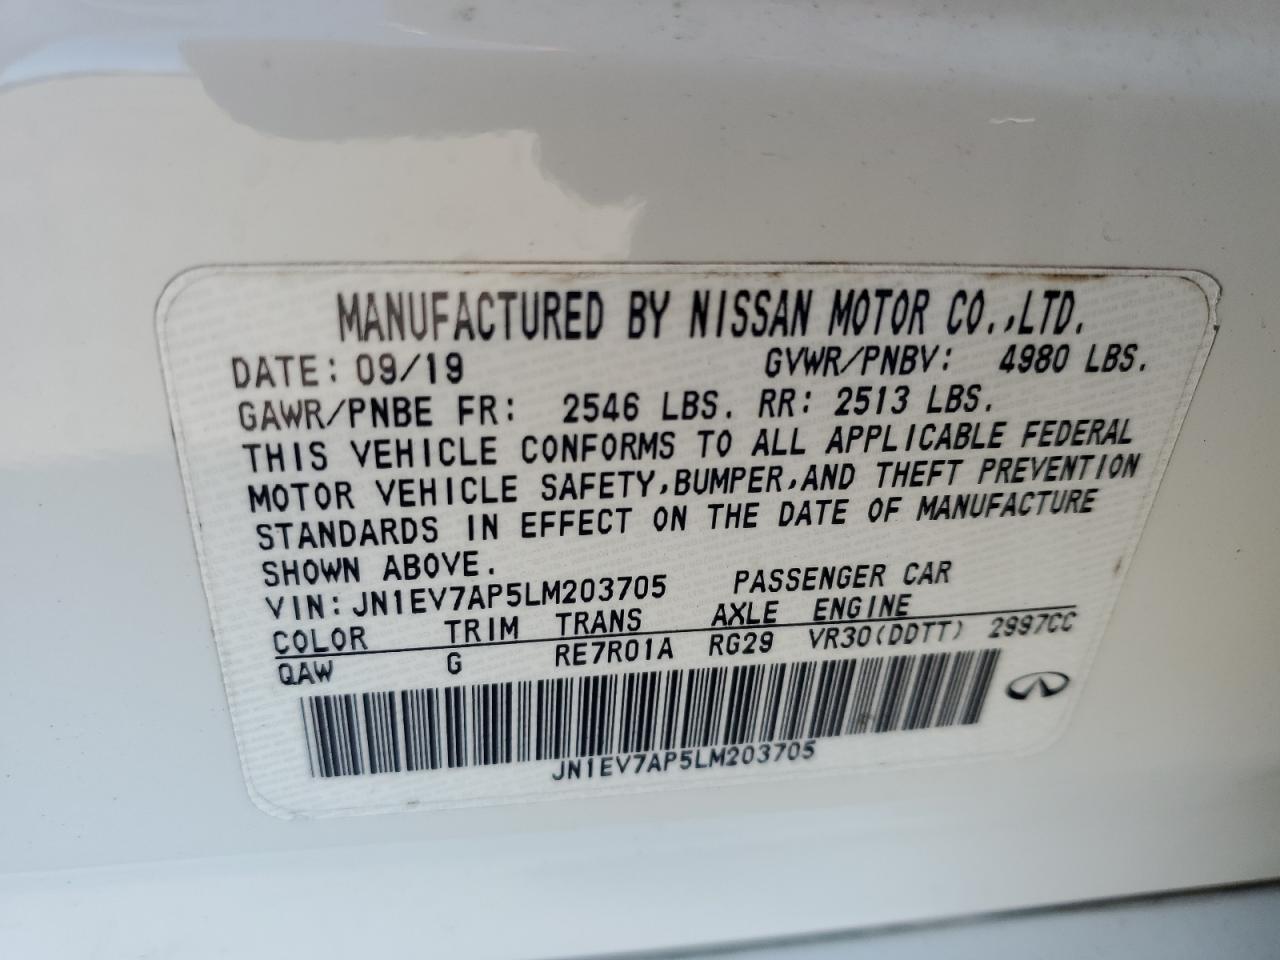 MANUFACTURED BY NISSAN MOTOR CO.,LTD.
DATE: 09/19 GVWR/PNBV: 4980 LBS.
GAWR/PNBE FR: 2546 LBS. RR: 2513 LBS.
THIS VEHICLE CONFORMS TO ALL APPLICABLE FEDERAL
MOTOR VEHICLE SAFETY,BUMPER,AND THEFT PREVENTION
STANDARDS IN EFFECT ON THE DATE OF MANUFACTURE
SHOWN ABOVE.
VIN: JN1EV7AP5LM203705 PASSENGER CAR
COLOR TRIM TRANS AXLE ENGINE
QAW G RE7R01A RG29 VR30(DDTT) 2997CC
JN1EV7AP5LM203705